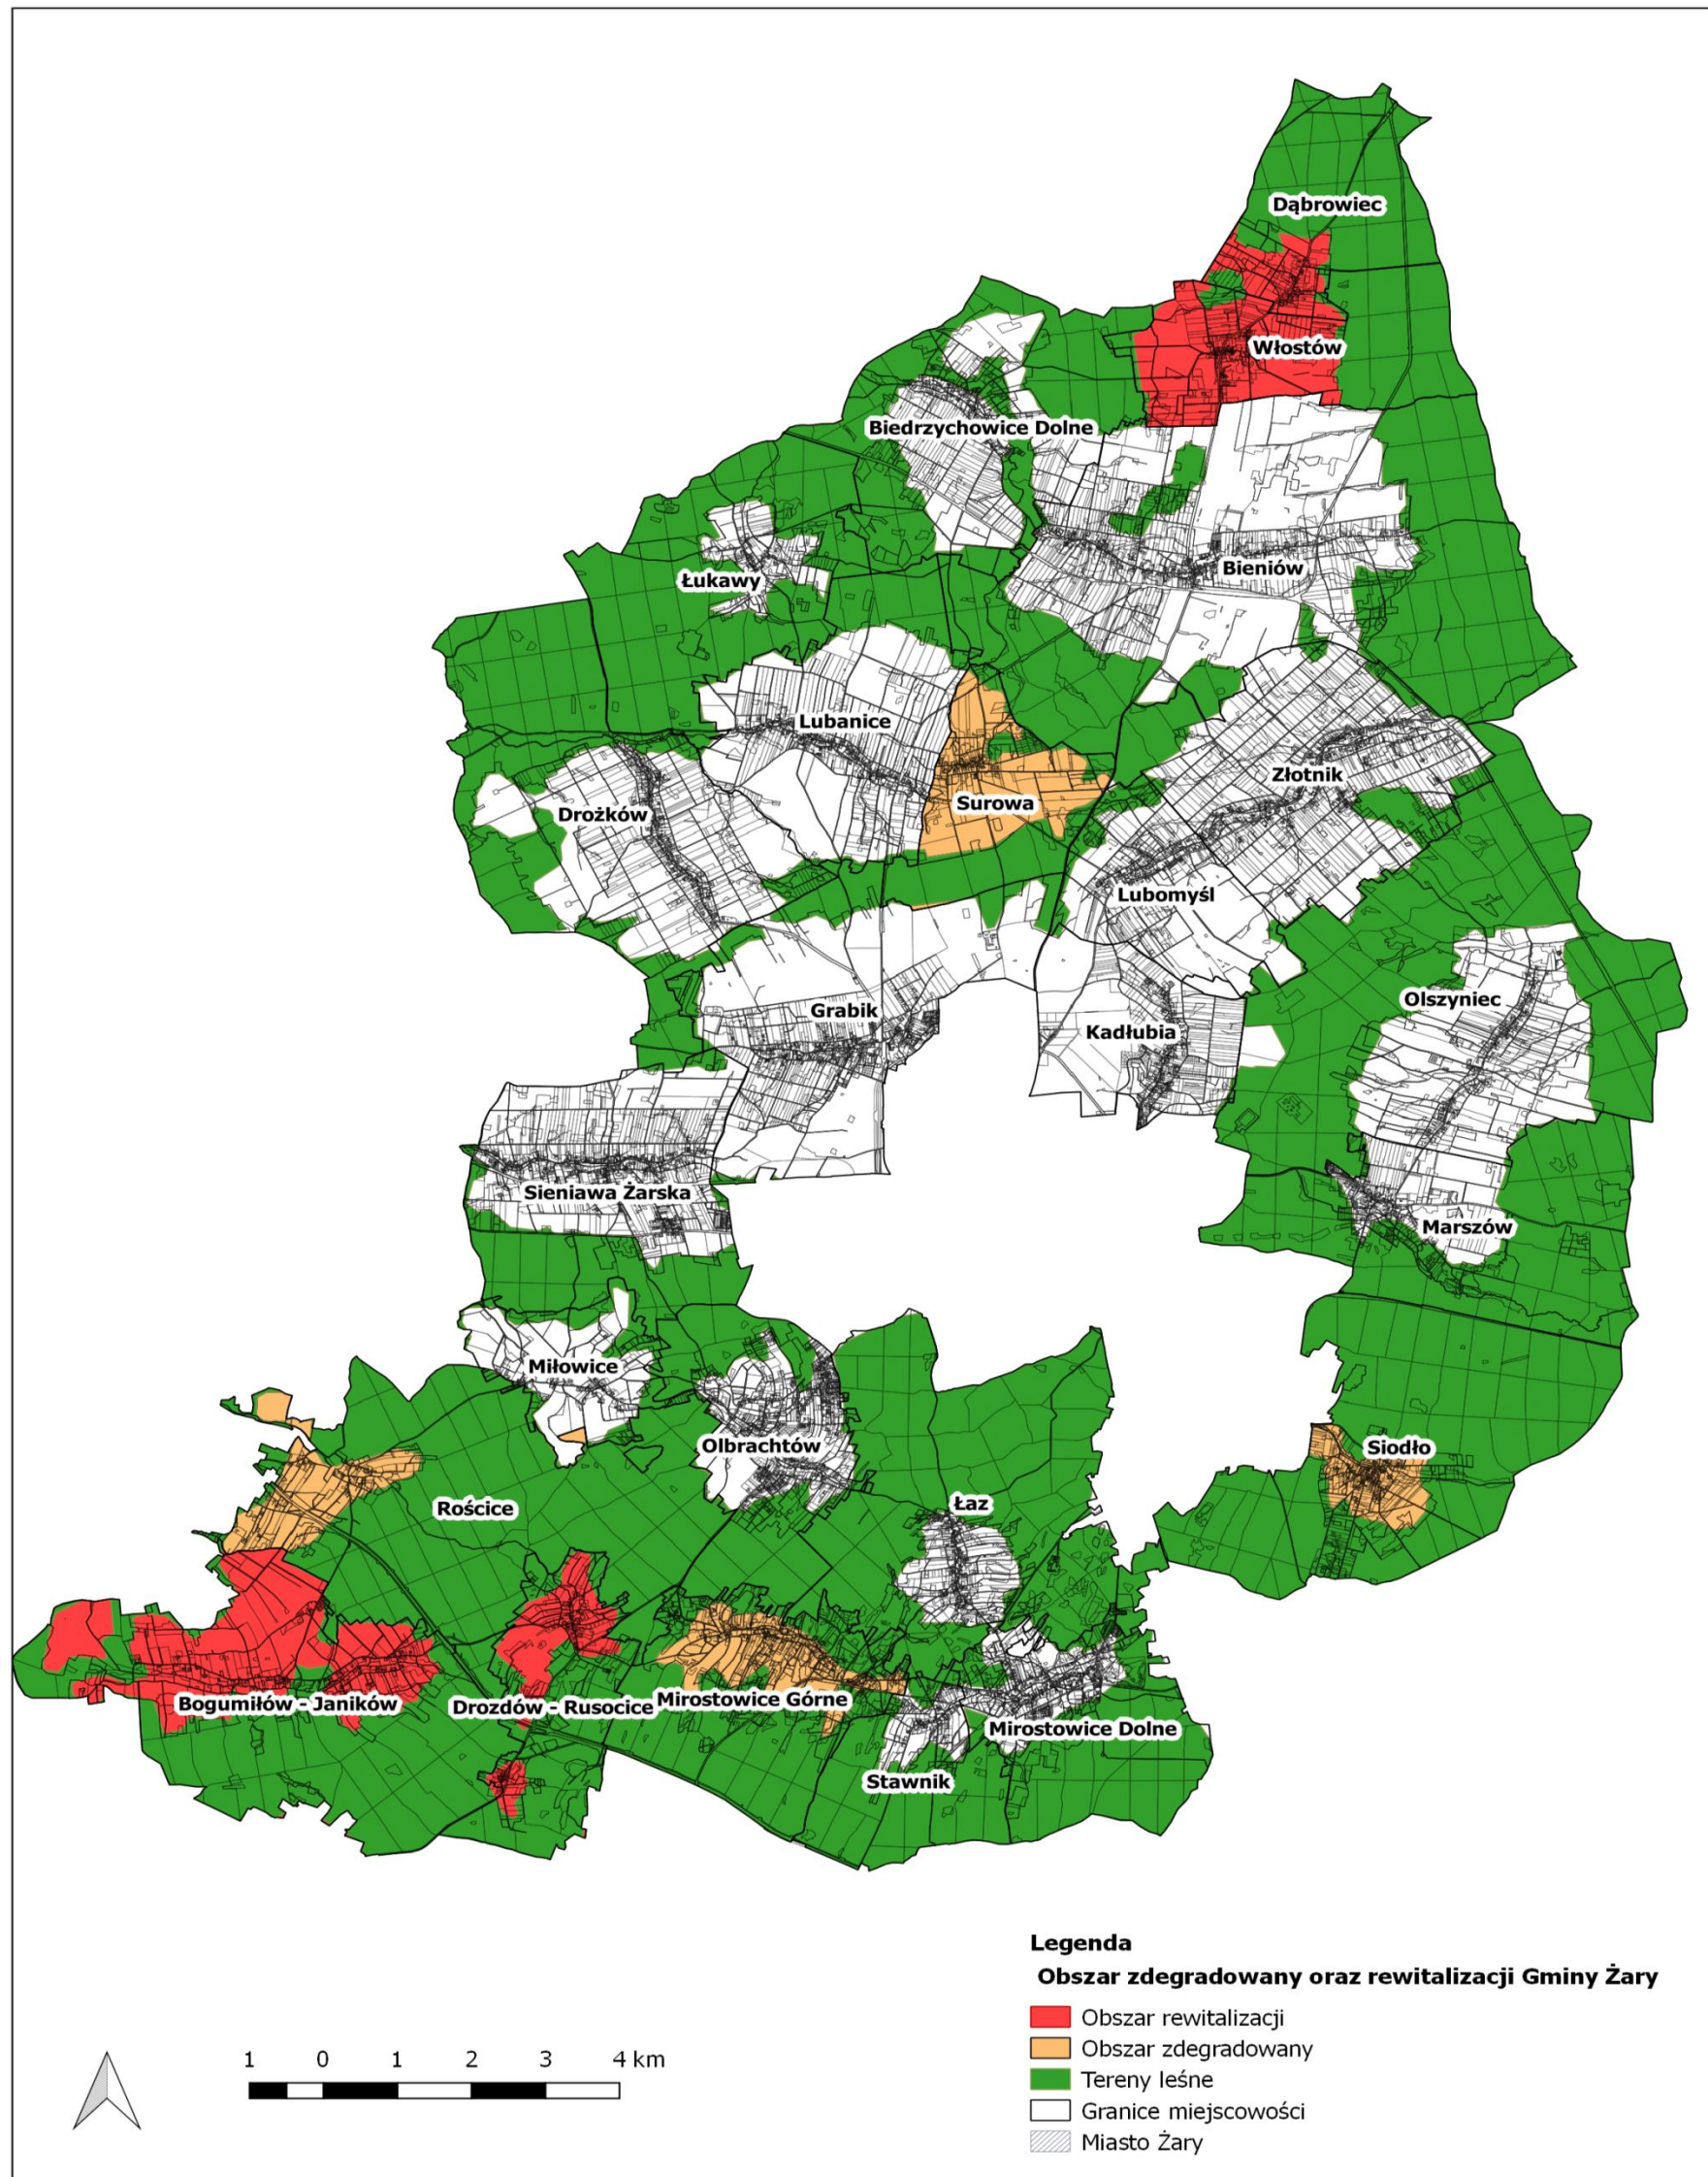 Dąbrowiec
Włostów
Biedrzychowice Dolne
Bieniów
Łukawy
Lubanice
Złotnik
Surowa
Drożków
Lubomyśl
Olszyniec
Grabik
Kadłubia
Sieniawa Żarska
Marszów
Miłowice
Olbrachtów
Siodło
Rościce
Łaz
Bogumiłów - Janików
Drozdów - Rusocice
Mirostowice Górne
Mirostowice Dolne
Stawnik
Legenda
Obszar zdegradowany oraz rewitalizacji Gminy Żary
Obszar rewitalizacji
Obszar zdegradowany
Tereny leśne
Granice miejscowości
Miasto Żary
1 0 1 2 3 4 km